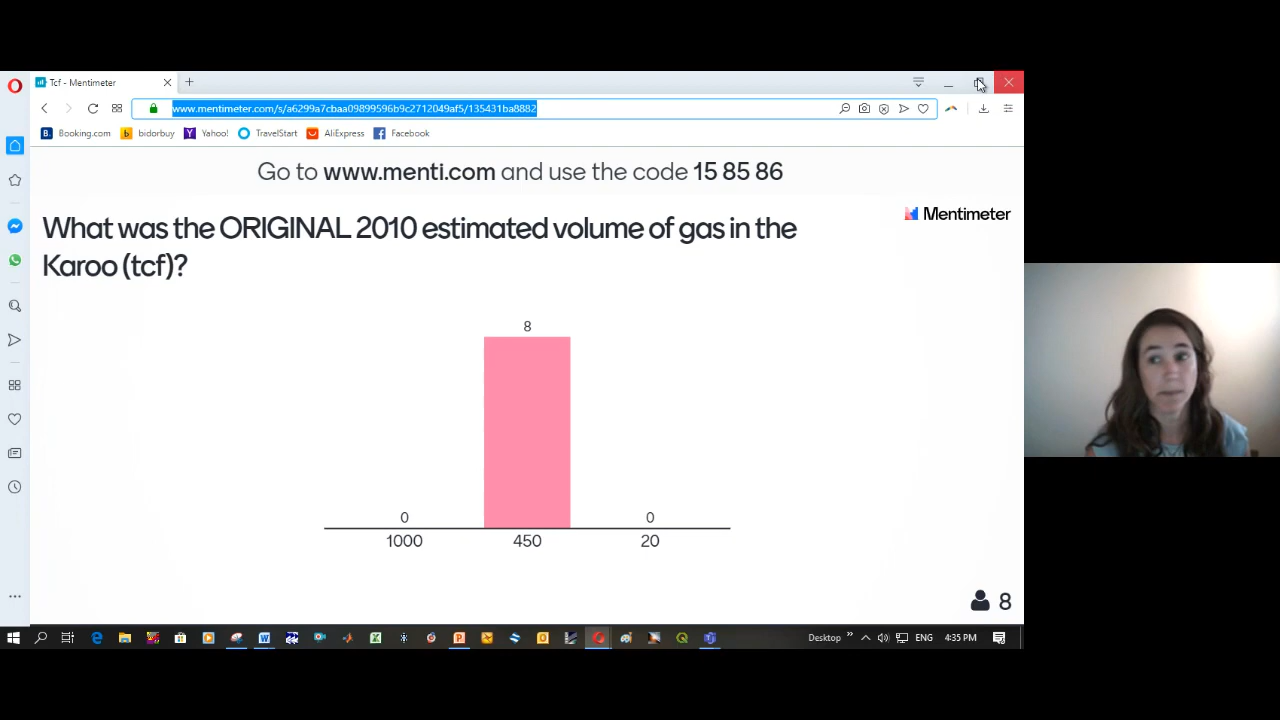 Tcf - Mentimeter
www.mentimeter.com/s/a6299a7cbaa09899596b9c2712049af5/135431ba8882
Booking.com
bidorbuy
Yahoo!
TravelStart
AliExpress
Facebook
Go to www.menti.com and use the code 15 85 86
Mentimeter
What was the ORIGINAL 2010 estimated volume of gas in the
Karoo (tcf)?
8
0
0
1000
450
20
8
Desktop
ENG
4:35 PM